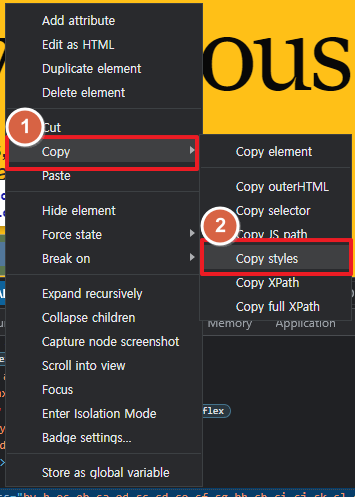 ous
Add attribute
Edit as HTML
Duplicate element
Delete element
1
Cut
Copy
Paste
Hide element
Force state
Break on
Expand recursively
Collapse children
Capture node screenshot
Scroll into view
Focus
Enter Isolation Mode
Badge settings...
Store as global variable
Copy element
Copy outerHTML
Copy selector
2
Copy JS path
Copy styles
Copy XPath
Copy full XPath
Memory
Application
flex